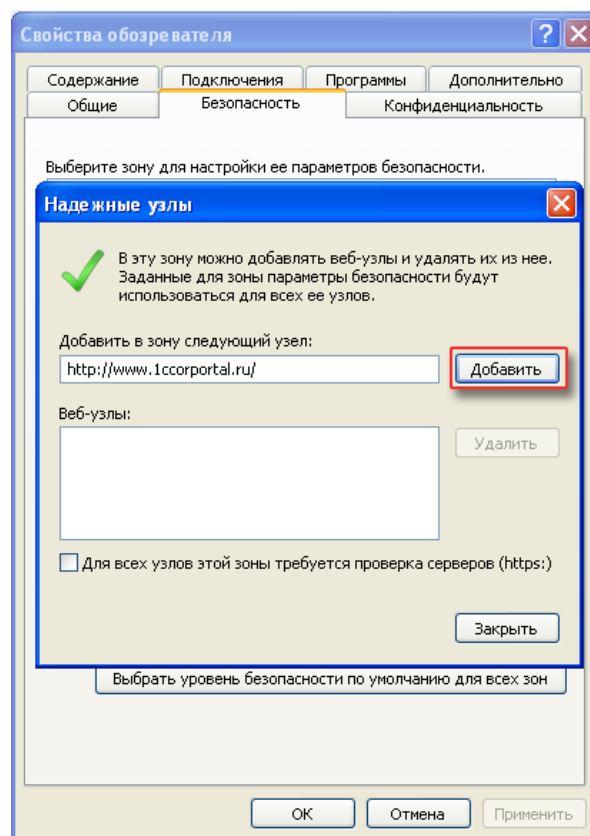 Свойства обозревателя
Содержание Подключения Программы Дополнительно
Общие Безопасность Конфиденциальность
Выберите зону для настройки ее параметров безопасности.
Надежные узлы
В эту зону можно добавлять веб-узлы и удалять их из нее.
Заданные для зоны параметры безопасности будут
использоваться для всех ее узлов.
Добавить в зону следующий узел:
http://www.1ccorportal.ru/ Добавить
Веб-узлы:
Удалить
Для всех узлов этой зоны требуется проверка серверов (https:)
Закрыть
Выбрать уровень безопасности по умолчанию для всех зон
ОК Отмена Применить